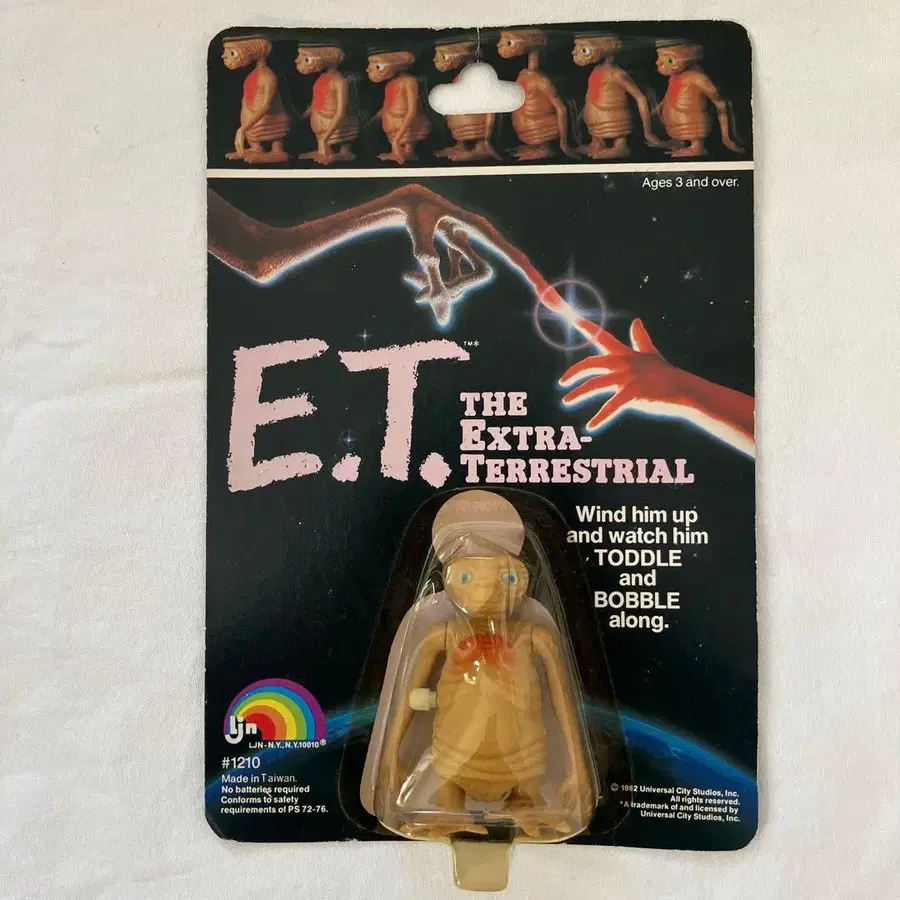 Ages 3 and over.
E.T.™*
THE
EXTRA-
TERRESTRIAL
Wind him up
and watch him
TODDLE
and
BOBBLE
along.
ljn
LJN-N.Y., N.Y. 10010®
#1210
Made in Taiwan.
No batteries required
Conforms to safety
requirements of PS 72-76.
© 1982 Universal City Studios, Inc.
All rights reserved.
*A trademark of and licensed by
Universal City Studios, Inc.